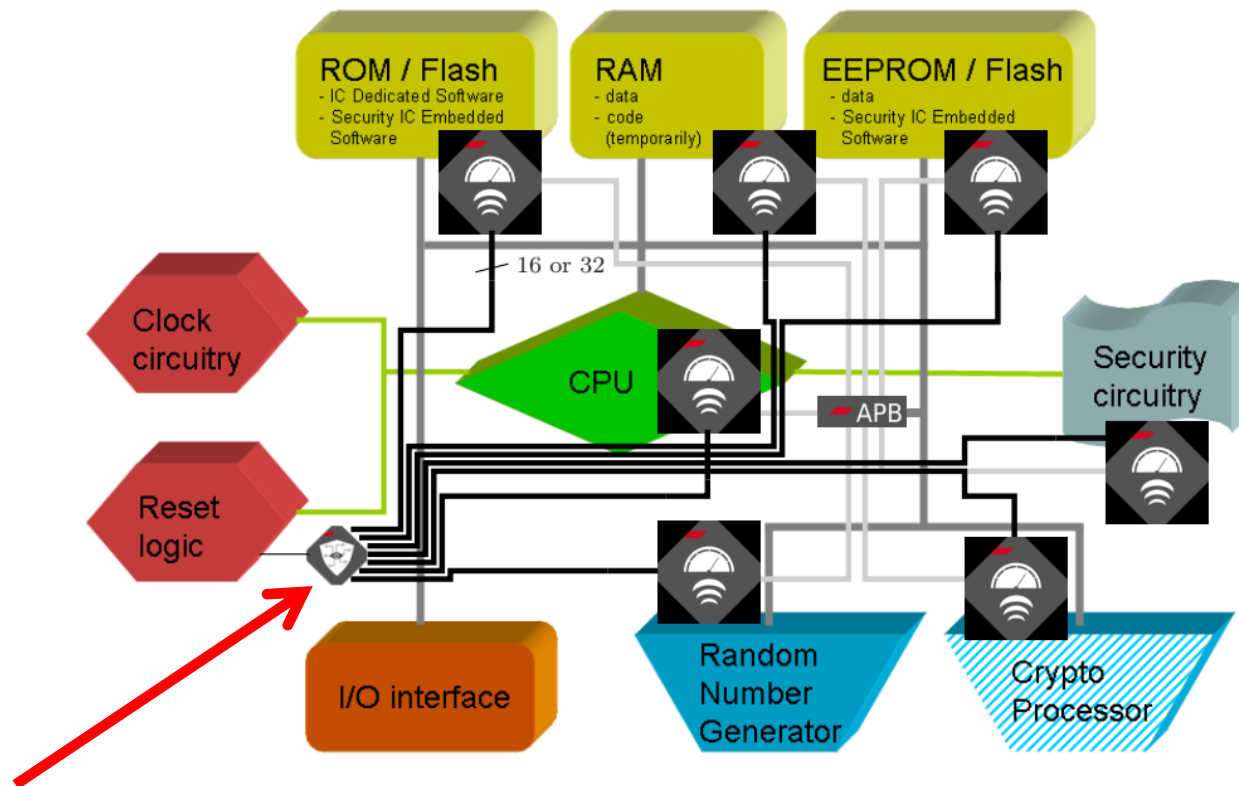 ROM / Flash
- IC Dedicated Software
- Security IC Embedded
Software
RAM
- data
- code
(temporarily)
EEPROM / Flash
- data
- Security IC Embedded
Software
16 or 32
Clock
circuitry
CPU
Security
circuitry
APB
Reset
logic
I/O interface
Random
Number
Generator
Crypto
Processor